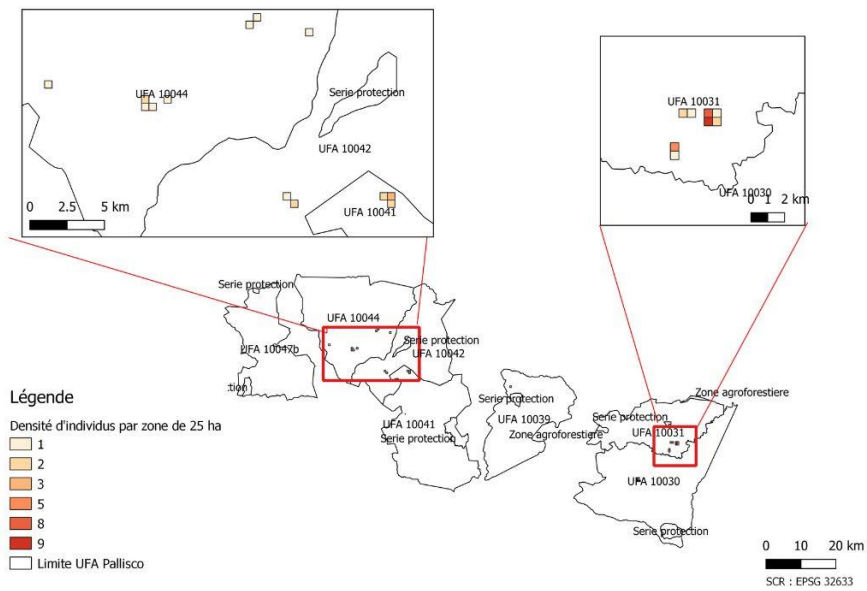 UFA 10044
Serie protection
UFA 10042
UFA 10041
0 2.5 5 km
UFA 10031
UFA 10030
0 1 2 km
Serie protection
UFA 10044
UFA 10047b
Serie protection
UFA 10042
:tion
UFA 10041
Serie protection
Serie protection
UFA 10039
Zone agroforestiere
Zone agroforestiere
Serie protection
UFA 10031
UFA 10030
Serie protection
Légende
Densité d'individus par zone de 25 ha
1
2
3
5
8
9
Limite UFA Pallisco
0 10 20 km
SCR : EPSG 32633